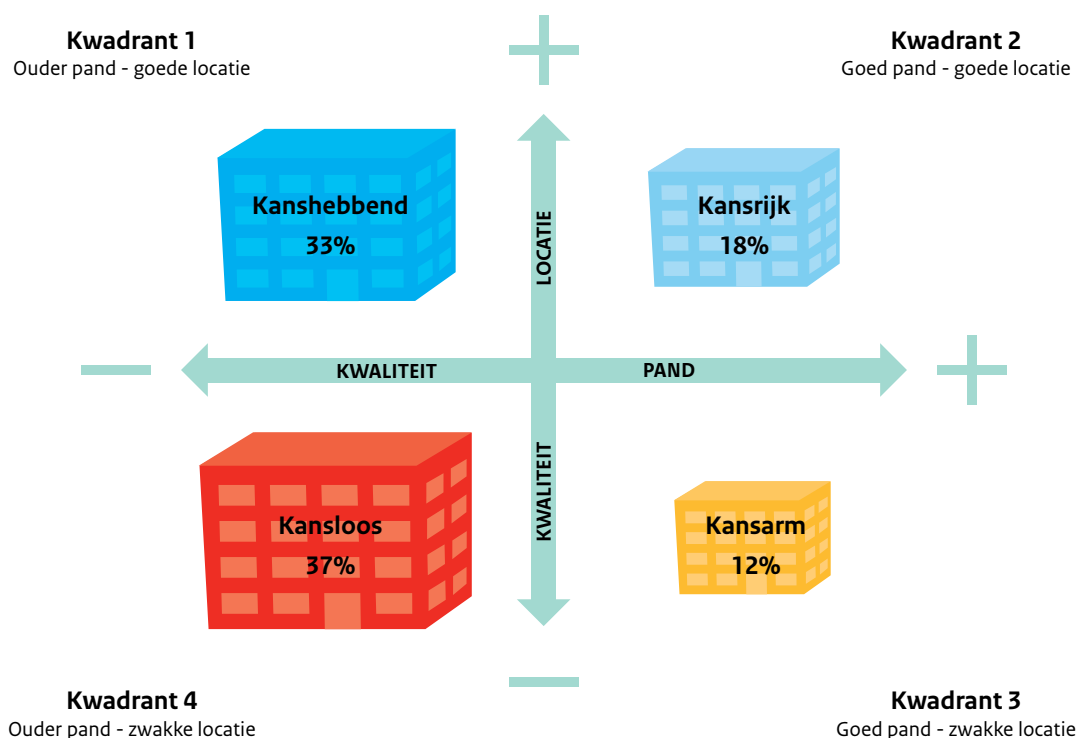 Kwadrant 1
Ouder pand - goede locatie
Kwadrant 2
Goed pand - goede locatie
Kanshebbend
33%
Kansrijk
18%
LOCATIE
KWALITEIT
PAND
KWALITEIT
Kansloos
37%
Kansarm
12%
Kwadrant 4
Ouder pand - zwakke locatie
Kwadrant 3
Goed pand - zwakke locatie